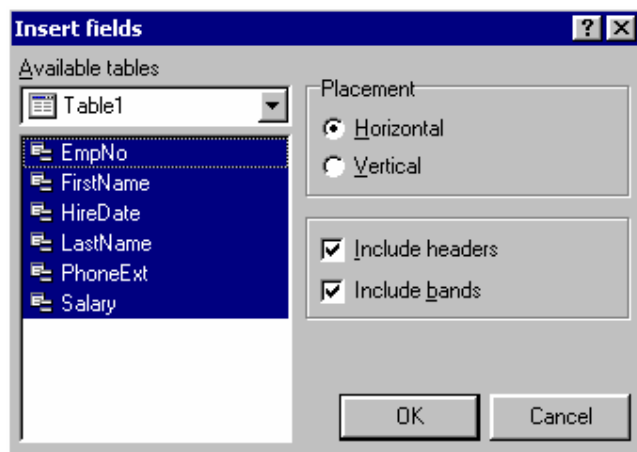 Insert fields
Available tables
Table1
EmpNo
FirstName
HireDate
LastName
PhoneExt
Salary
Placement
Horizontal
Vertical
Include headers
Include bands
OK
Cancel